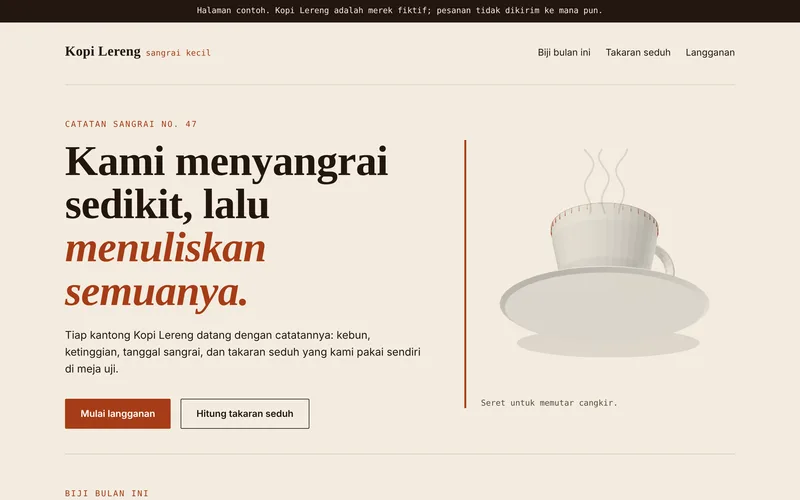 Halaman contoh. Kopi Lereng adalah merek fiktif; pesanan tidak dikirim ke mana pun.
Kopi Lereng sangrai kecil
Biji bulan ini Takaran seduh Langganan
CATATAN SANGRAI NO. 47
Kami menyangrai
sedikit, lalu
menuliskan
semuanya.
Tiap kantong Kopi Lereng datang dengan catatannya: kebun,
ketinggian, tanggal sangrai, dan takaran seduh yang kami pakai sendiri
di meja uji.
Mulai langganan Hitung takaran seduh
Seret untuk memutar cangkir.
BIJI BULAN INI